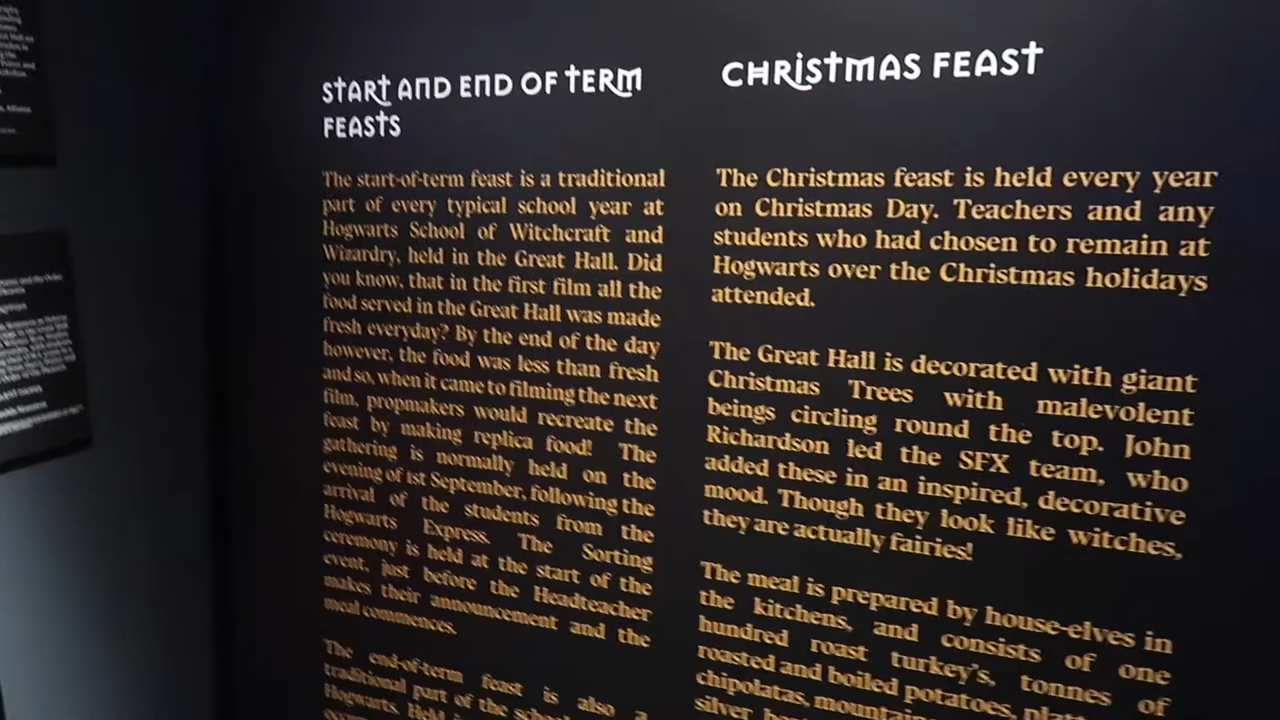 START AND END OF TERM
FEASTS
The start-of-term feast is a traditional
part of every typical school year at
Hogwarts School of Witchcraft and
Wizardry, held in the Great Hall. Did
you know, that in the first film all the
food served in the Great Hall was made
fresh everyday? By the end of the day
however, the food was less than fresh
and so, when it came to filming the next
film, propmakers would recreate the
feast by making replica food! The
gathering is normally held on the
evening of 1st September, following the
arrival of the students from the
Hogwarts Express. The Sorting
ceremony is held at the start of the
event, just before the Headteacher
makes their announcement and the
meal commences.
The end-of-term feast is also a
traditional part of the school
Hogwarts. Held
CHRISTMAS FEAST
The Christmas feast is held every year
on Christmas Day. Teachers and any
students who had chosen to remain at
Hogwarts over the Christmas holidays
attended.
The Great Hall is decorated with giant
Christmas Trees with malevolent
beings circling round the top. John
Richardson led the SFX team, who
added these in an inspired, decorative
mood. Though they look like witches,
they are actually fairies!
The meal is prepared by house-elves in
the kitchens, and consists of one
hundred roast turkey's, tonnes of
roasted and boiled potatoes,
chipolatas,
silver